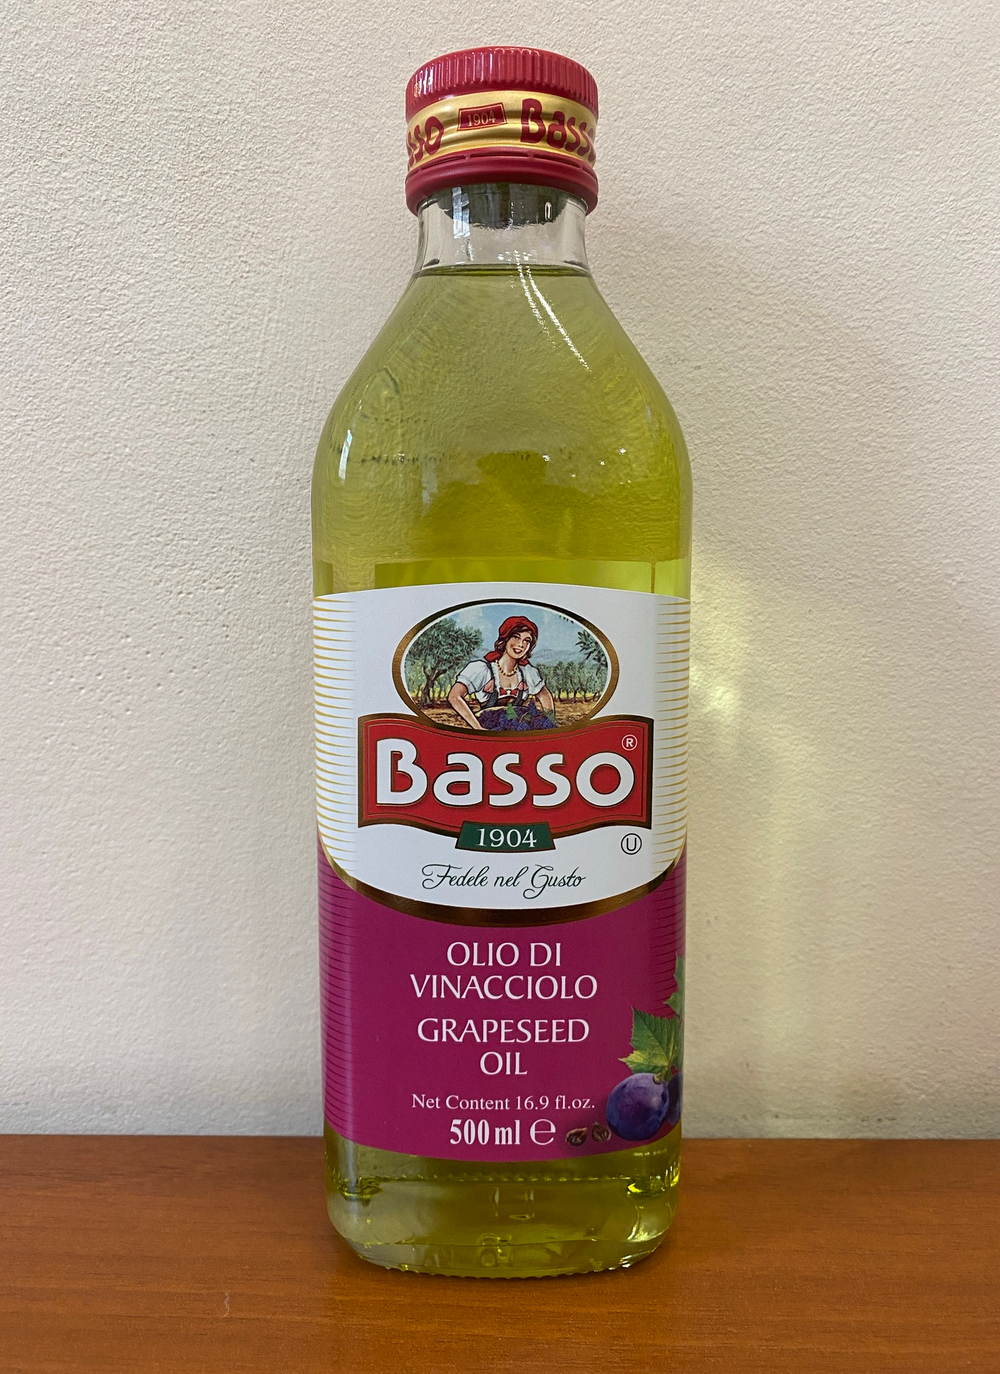 Basso
1904
Basso
®
1904
U
Fedele nel Gusto
OLIO DI
VINACCIOLO
GRAPESEED
OIL
Net Content 16.9 fl.oz.
500 ml ℮